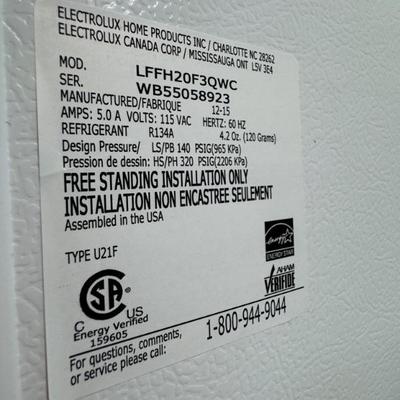 ELECTROLUX HOME PRODUCTS INC / CHARLOTTE NC 28262
ELECTROLUX CANADA CORP / MISSISSAUGA ONT L5V 3E4
MOD. LFFH20F3QWC
SER. WB55058923
MANUFACTURED/FABRIQUE 12-15
AMPS: 5.0 A VOLTS: 115 VAC HERTZ: 60 HZ
REFRIGERANT R134A 4.2 Oz. (120 Grams)
Design Pressure/ LS/PB 140 PSIG(965 KPa)
Pression de dessin: HS/PH 320 PSIG(2206 KPa)
FREE STANDING INSTALLATION ONLY
INSTALLATION NON ENCASTREE SEULEMENT
Assembled in the USA
TYPE U21F
energy
ENERGY STAR
AHAM
VERIFIDE
SA
C US
Energy Verified
159605
For questions, comments,
or service please call: 1-800-944-9044